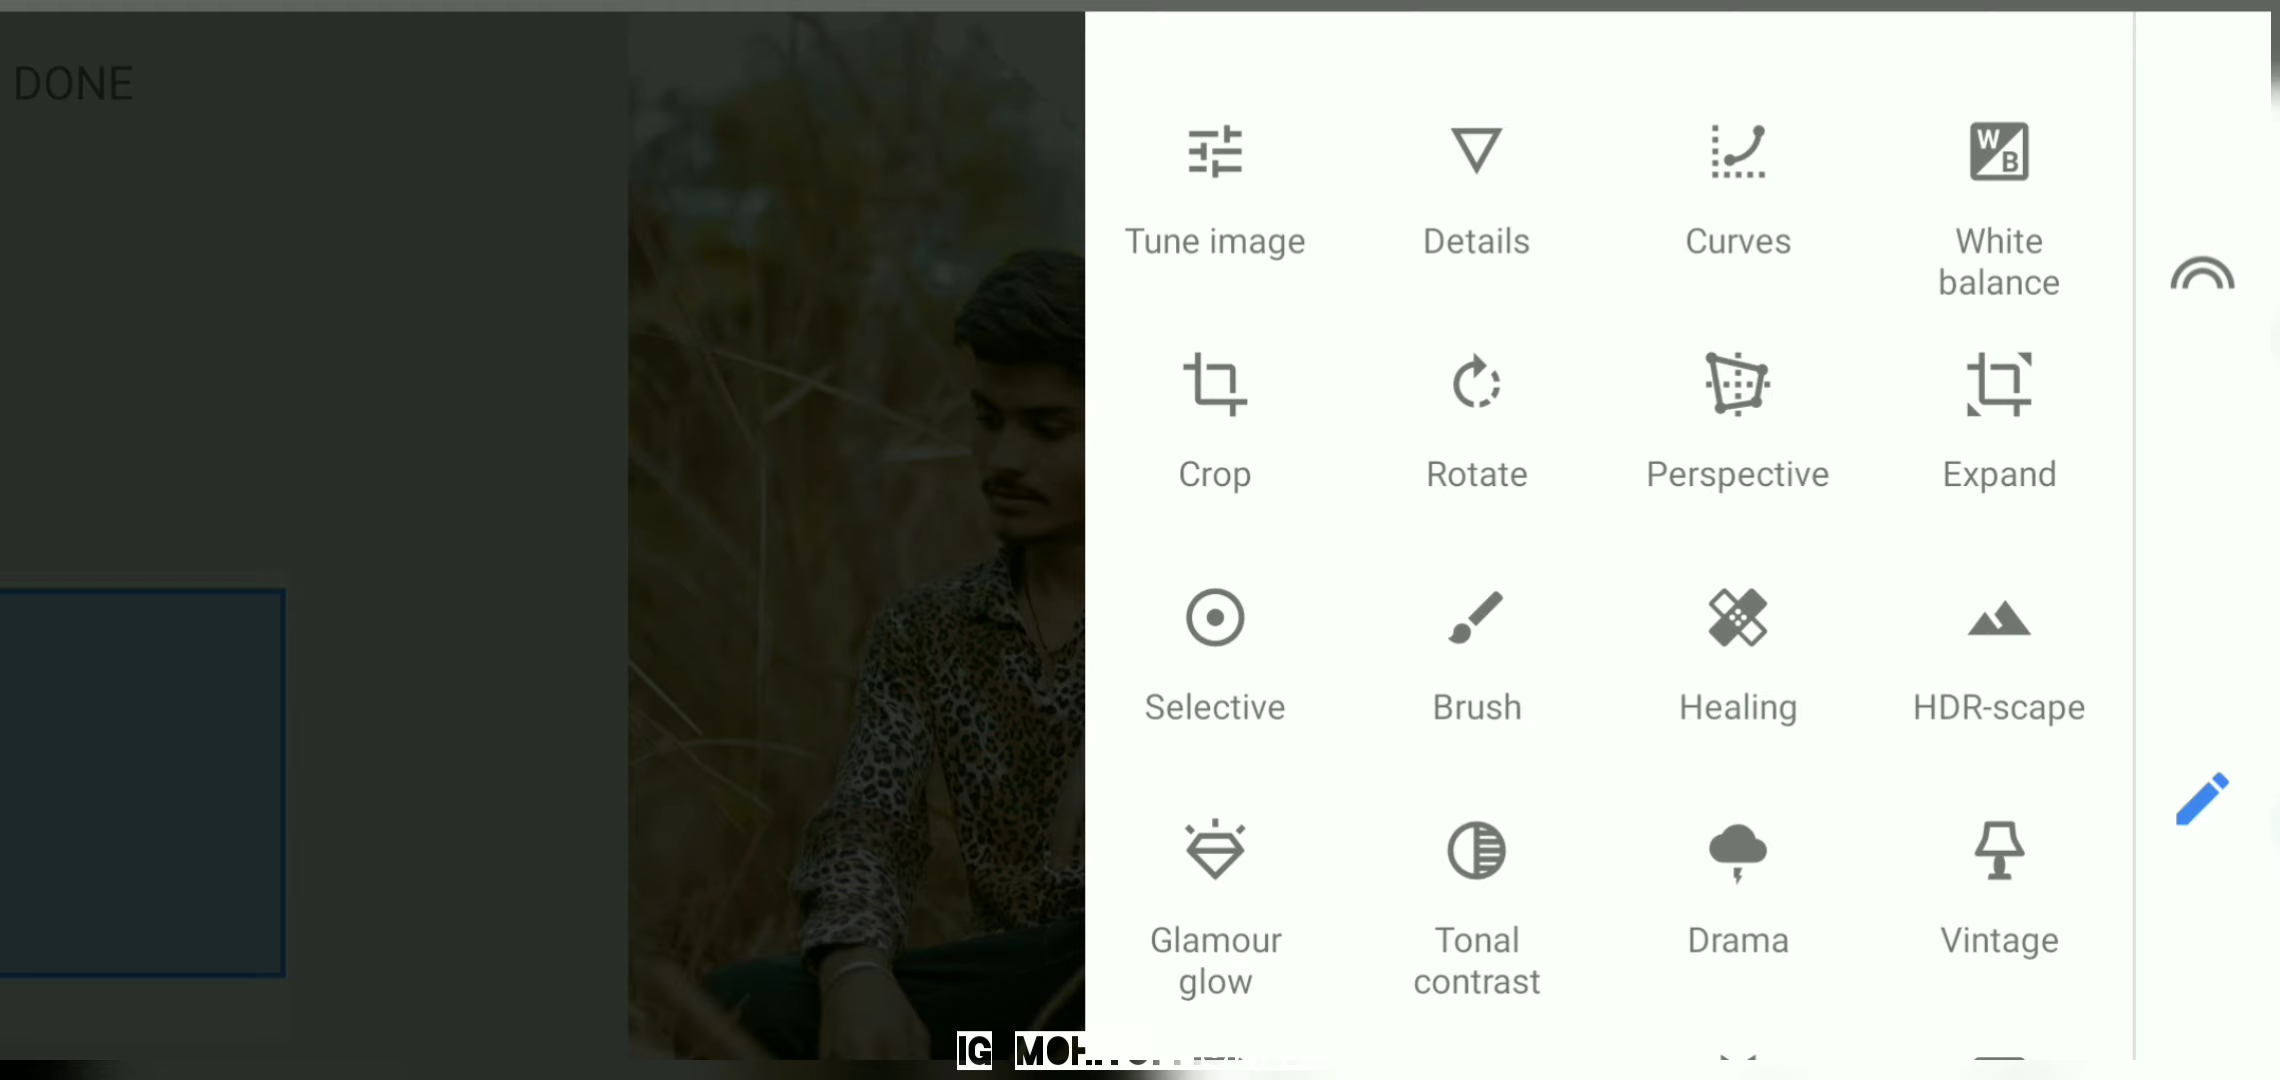 DONE
Tune image
Details
Curves
W
B
White
balance
Crop
Rotate
Perspective
Expand
Selective
Brush
Healing
HDR-scape
Glamour
glow
Tonal
contrast
Drama
Vintage
IG